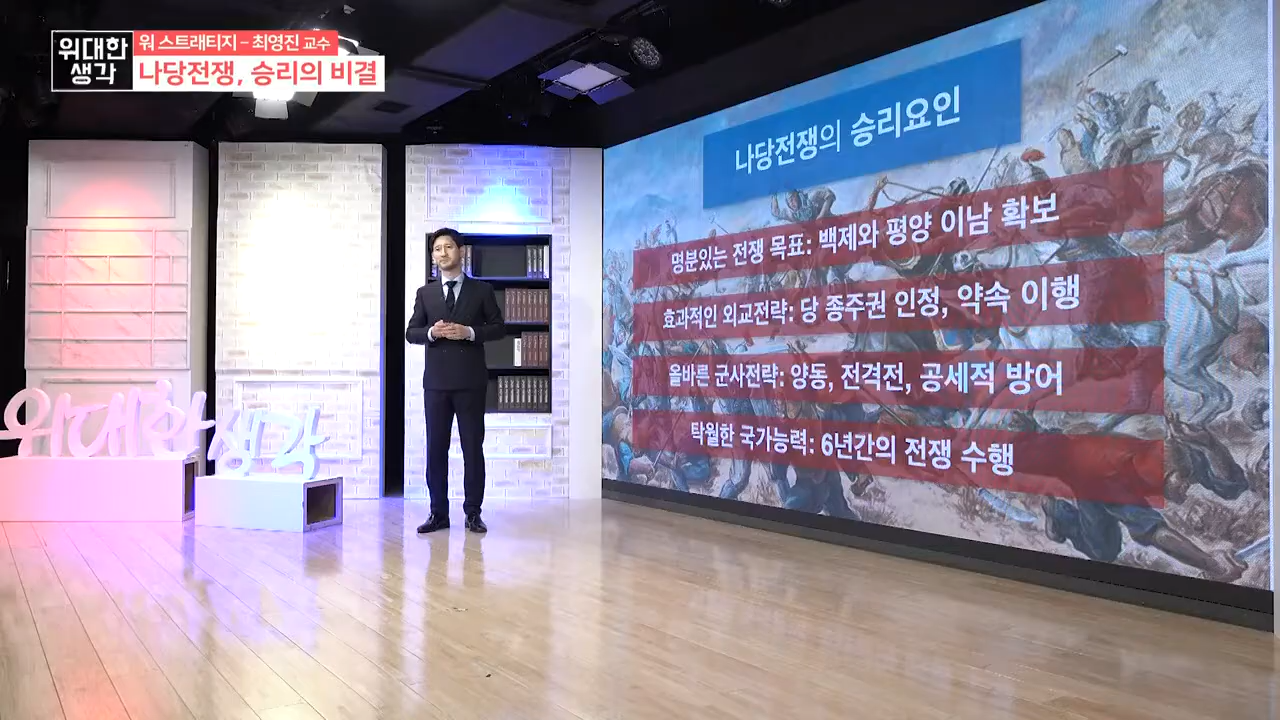 위대한
생각
워 스트래티지 – 최영진 교수
나당전쟁, 승리의 비결
나당전쟁의 승리요인
명분있는 전쟁 목표: 백제와 평양 이남 확보
효과적인 외교전략: 당 종주권 인정, 약속 이행
올바른 군사전략: 양동, 전격전, 공세적 방어
탁월한 국가능력: 6년간의 전쟁 수행
위대한 생각